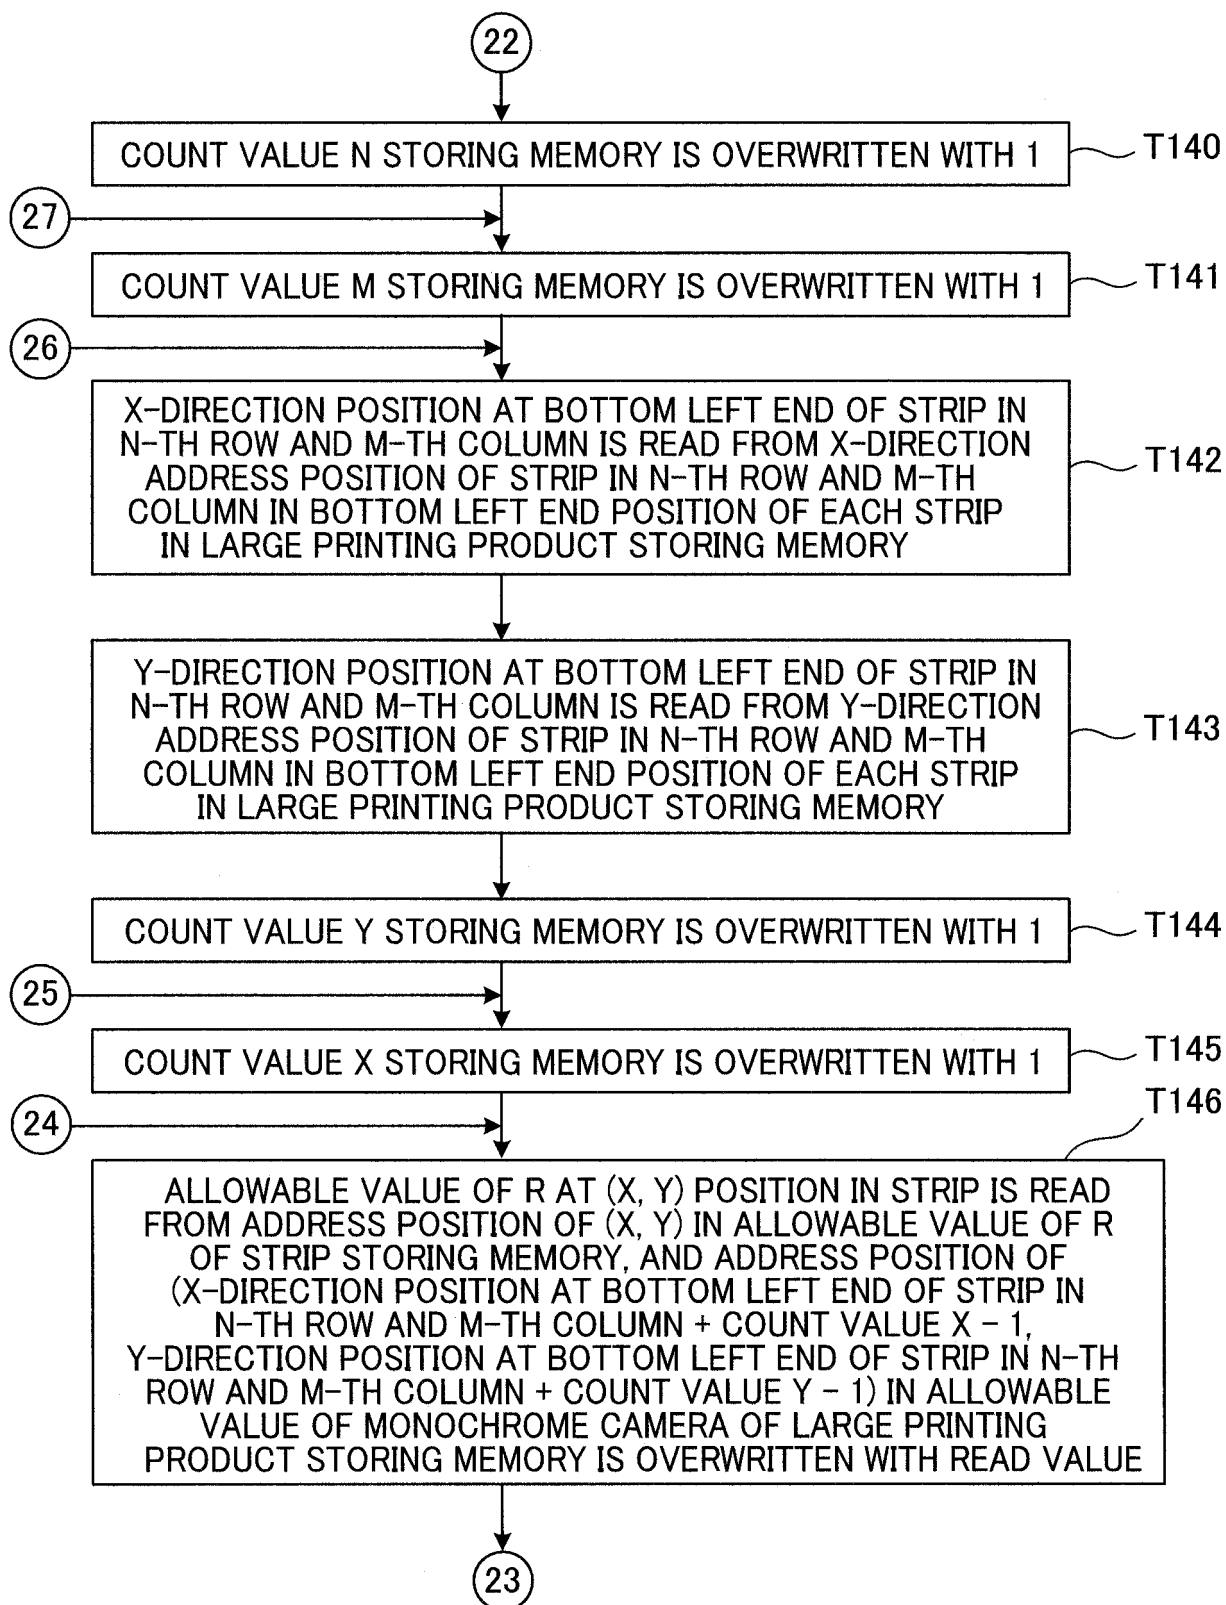 22
COUNT VALUE N STORING MEMORY IS OVERWRITTEN WITH 1
T140
27
COUNT VALUE M STORING MEMORY IS OVERWRITTEN WITH 1
T141
26
X-DIRECTION POSITION AT BOTTOM LEFT END OF STRIP IN
N-TH ROW AND M-TH COLUMN IS READ FROM X-DIRECTION
ADDRESS POSITION OF STRIP IN N-TH ROW AND M-TH
COLUMN IN BOTTOM LEFT END POSITION OF EACH STRIP
IN LARGE PRINTING PRODUCT STORING MEMORY
T142
Y-DIRECTION POSITION AT BOTTOM LEFT END OF STRIP IN
N-TH ROW AND M-TH COLUMN IS READ FROM Y-DIRECTION
ADDRESS POSITION OF STRIP IN N-TH ROW AND M-TH
COLUMN IN BOTTOM LEFT END POSITION OF EACH STRIP
IN LARGE PRINTING PRODUCT STORING MEMORY
T143
COUNT VALUE Y STORING MEMORY IS OVERWRITTEN WITH 1
T144
25
COUNT VALUE X STORING MEMORY IS OVERWRITTEN WITH 1
T145
24
T146
ALLOWABLE VALUE OF R AT (X, Y) POSITION IN STRIP IS READ
FROM ADDRESS POSITION OF (X, Y) IN ALLOWABLE VALUE OF R
OF STRIP STORING MEMORY, AND ADDRESS POSITION OF
(X-DIRECTION POSITION AT BOTTOM LEFT END OF STRIP IN
N-TH ROW AND M-TH COLUMN + COUNT VALUE X - 1,
Y-DIRECTION POSITION AT BOTTOM LEFT END OF STRIP IN N-TH
ROW AND M-TH COLUMN + COUNT VALUE Y - 1) IN ALLOWABLE
VALUE OF MONOCHROME CAMERA OF LARGE PRINTING
PRODUCT STORING MEMORY IS OVERWRITTEN WITH READ VALUE
23